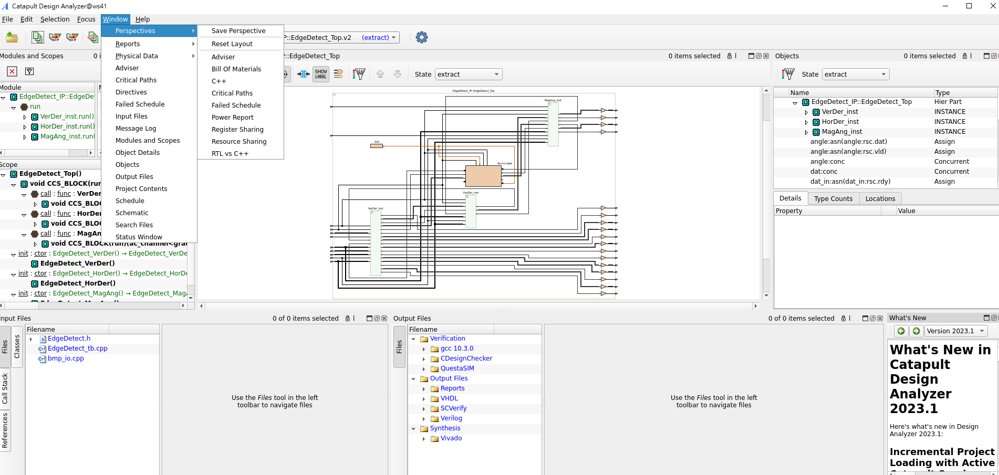 Catapult Design Analyzer@ws41
File Edit Selection Focus Window Help
Perspectives
Reports
Physical Data
Adviser
Critical Paths
Directives
Failed Schedule
Input Files
Message Log
Modules and Scopes
Object Details
Objects
Output Files
Project Contents
Schedule
Schematic
Search Files
Status Window
Save Perspective
Reset Layout
Adviser
Bill Of Materials
C++
Critical Paths
Failed Schedule
Power Report
Register Sharing
Resource Sharing
RTL vs C++
P::EdgeDetect_Top.v2 (extract)
Modules and Scopes 0 i
Module
EdgeDetect_IP::EdgeDet
run
VerDer_inst.run()
HorDer_inst.run()
MagAng_inst.run(
Scope
EdgeDetect_Top()
void CCS_BLOCK(run
call : func : VerDer
void CCS_BLOC
call : func : HorDer
void CCS_BLOC
call : func : MagAn
void CCS_BLOCK(run)(ac_channel<grad
init : ctor : EdgeDetect_VerDer() → EdgeDetect_VerDe
EdgeDetect_VerDer()
init : ctor : EdgeDetect_HorDer() → EdgeDetect_HorDe
EdgeDetect_HorDer()
init : ctor : EdgeDetect_MagAng() → EdgeDetect_MagA
EdgeDetect_MagAng()
P::EdgeDetect_Top 0 items selected
SHOW LABEL
State extract
EdgeDetect_IP::EdgeDetect_Top
MagAng_inst
0x0
dy:cns.pipe
HorDer_inst
VerDer_inst
Objects 0 items selected
State extract
Name Type
EdgeDetect_IP::EdgeDetect_Top Hier Part
VerDer_inst INSTANCE
HorDer_inst INSTANCE
MagAng_inst INSTANCE
angle:asn(angle:rsc.dat) Assign
angle:asn(angle:rsc.vld) Assign
angle:conc Concurrent
dat:conc Concurrent
dat_in:asn(dat_in:rsc.rdy) Assign
Details Type Counts Locations
Property Value
Input Files 0 of 0 items selected
Files
Classes
Call Stack
References
Filename
EdgeDetect.h
EdgeDetect_tb.cpp
bmp_io.cpp
Use the Files tool in the left
toolbar to navigate files
Output Files 0 of 0 items selected
Files
Filename
Verification
gcc 10.3.0
CDesignChecker
QuestaSIM
Output Files
Reports
VHDL
SCVerify
Verilog
Synthesis
Vivado
Use the Files tool in the left
toolbar to navigate files
What's New
Version 2023.1
What's New in
Catapult
Design
Analyzer
2023.1
Here's what's new in Design
Analyzer 2023.1:
Incremental Project
Loading with Active